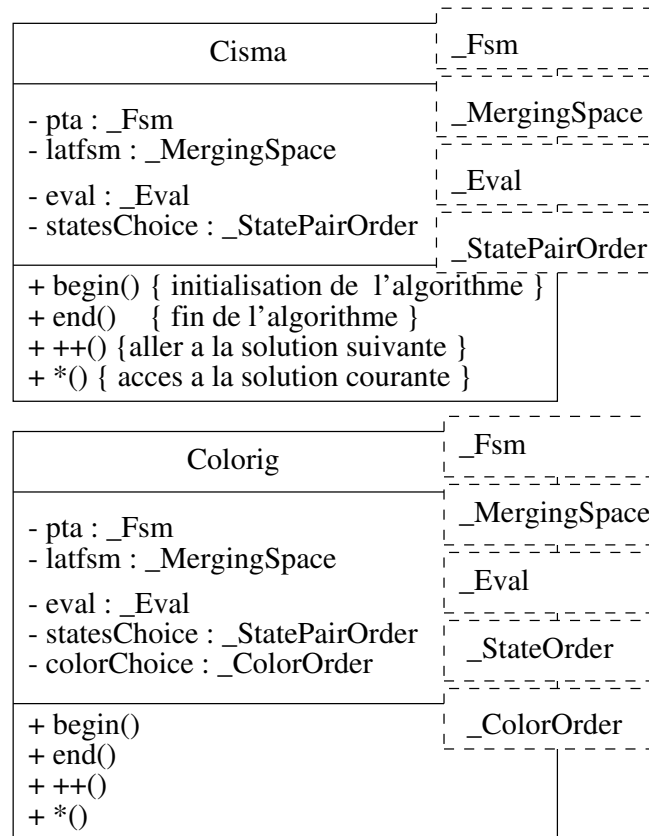 Cisma
_Fsm
_MergingSpace
_Eval
_StatePairOrder
- pta : _Fsm
- latfsm : _MergingSpace
- eval : _Eval
- statesChoice : _StatePairOrder
+ begin() { initialisation de l'algorithme }
+ end() { fin de l'algorithme }
+ ++() {aller a la solution suivante }
+ *() { acces a la solution courante }
Colorig
_Fsm
_MergingSpace
_Eval
_StateOrder
_ColorOrder
- pta : _Fsm
- latfsm : _MergingSpace
- eval : _Eval
- statesChoice : _StatePairOrder
- colorChoice : _ColorOrder
+ begin()
+ end()
+ ++()
+ *()